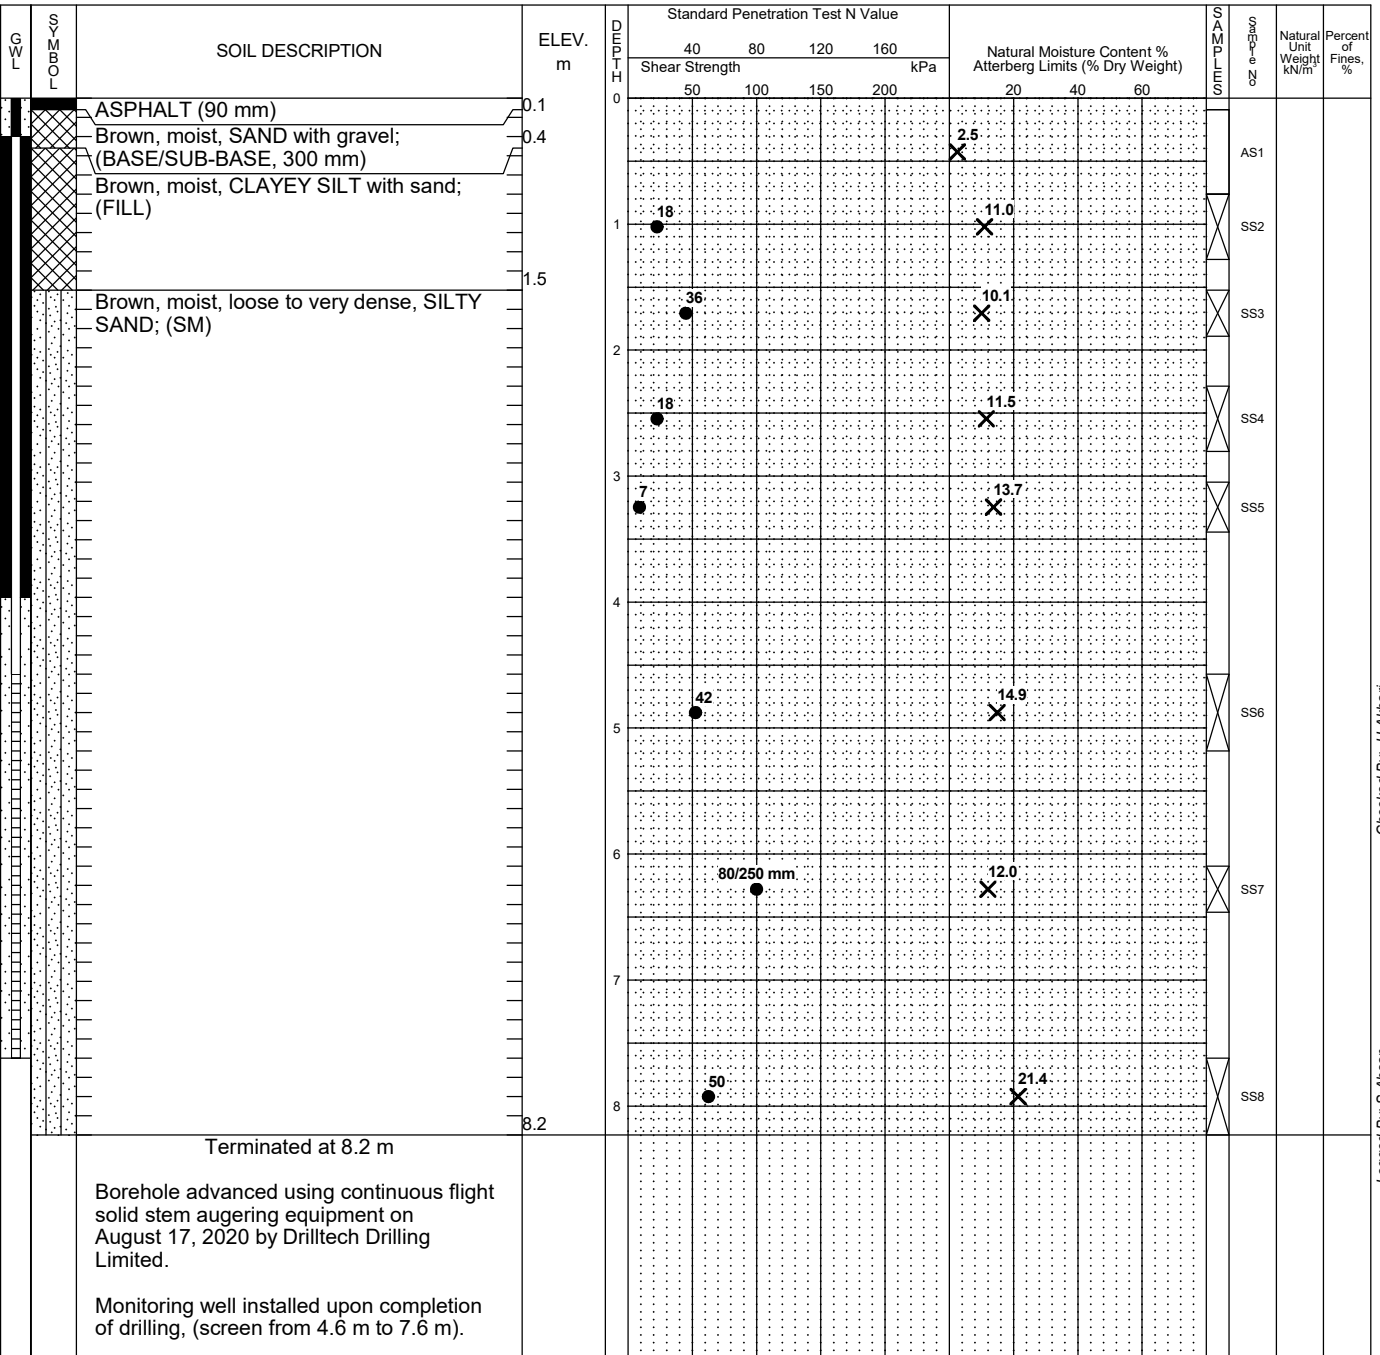 GWL
SYMBOL
SOIL DESCRIPTION
ELEV.
m
DEPTH
Standard Penetration Test N Value
40 80 120 160
Shear Strength kPa
50 100 150 200
Natural Moisture Content %
Atterberg Limits (% Dry Weight)
20 40 60
SAMPLES
Sample No
Natural
Unit
Weight
kN/m³
Percent
of
Fines,
%
0
ASPHALT (90 mm)
0.1
Brown, moist, SAND with gravel;
0.4
(BASE/SUB-BASE, 300 mm)
2.5
AS1
Brown, moist, CLAYEY SILT with sand;
(FILL)
18
11.0
1
SS2
1.5
Brown, moist, loose to very dense, SILTY
SAND; (SM)
36
10.1
SS3
2
18
11.5
SS4
3
7
13.7
SS5
4
42
14.9
SS6
5
6
80/250 mm
12.0
SS7
7
50
21.4
SS8
8
8.2
Terminated at 8.2 m
Borehole advanced using continuous flight
solid stem augering equipment on
August 17, 2020 by Drilltech Drilling
Limited.
Monitoring well installed upon completion
of drilling, (screen from 4.6 m to 7.6 m).